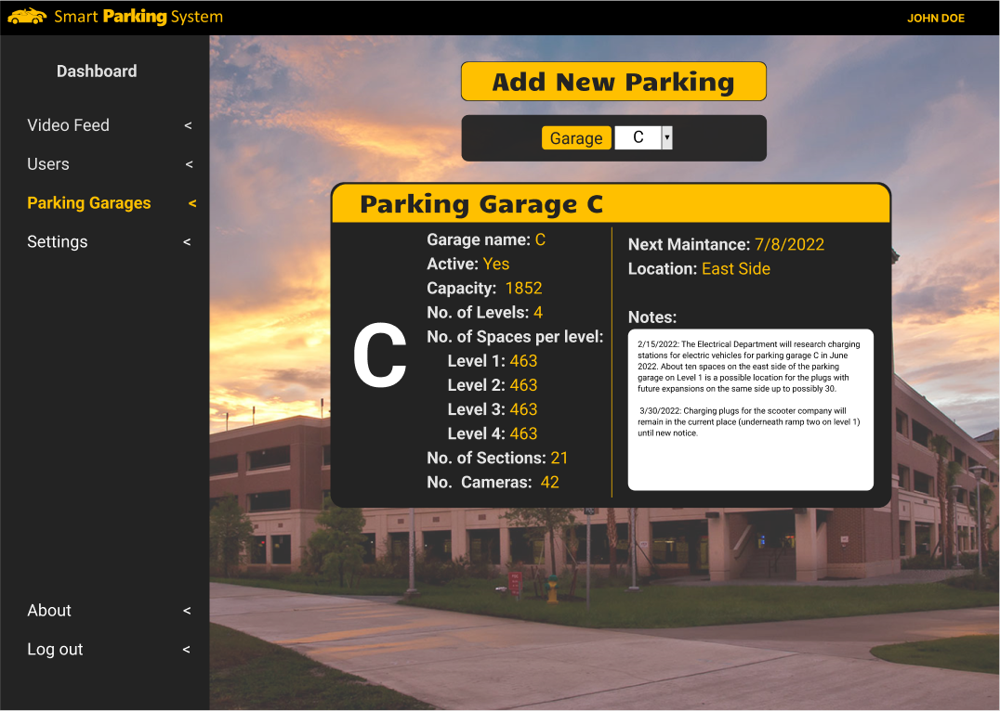 Smart Parking System
JOHN DOE
Dashboard
Video Feed <
Users <
Parking Garages <
Settings <
About <
Log out <
Add New Parking
Garage C
Parking Garage C
C
Garage name: C
Active: Yes
Capacity: 1852
No. of Levels: 4
No. of Spaces per level:
Level 1: 463
Level 2: 463
Level 3: 463
Level 4: 463
No. of Sections: 21
No. Cameras: 42
Next Maintance: 7/8/2022
Location: East Side
Notes:
2/15/2022: The Electrical Department will research charging
stations for electric vehicles for parking garage C in June
2022. About ten spaces on the east side of the parking
garage on Level 1 is a possible location for the plugs with
future expansions on the same side up to possibly 30.
3/30/2022: Charging plugs for the scooter company will
remain in the current place (underneath ramp two on level 1)
until new notice.